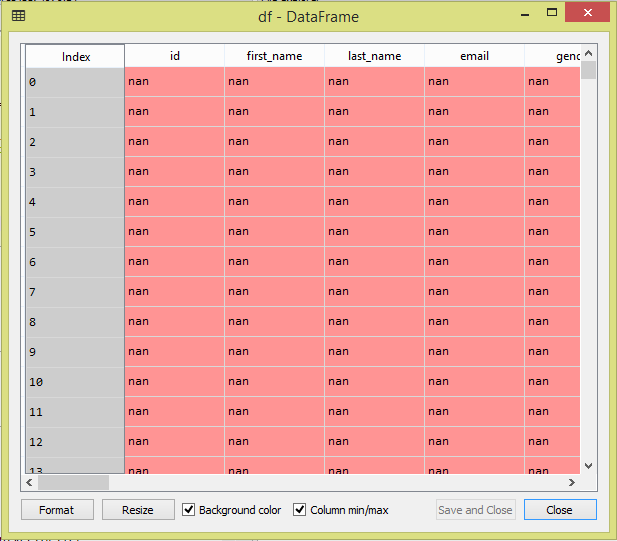 df - DataFrame
Index id first_name last_name email genc
0 nan nan nan nan nan
1 nan nan nan nan nan
2 nan nan nan nan nan
3 nan nan nan nan nan
4 nan nan nan nan nan
5 nan nan nan nan nan
6 nan nan nan nan nan
7 nan nan nan nan nan
8 nan nan nan nan nan
9 nan nan nan nan nan
10 nan nan nan nan nan
11 nan nan nan nan nan
12 nan nan nan nan nan
13 nan nan nan nan nan
Format Resize Background color Column min/max Save and Close Close